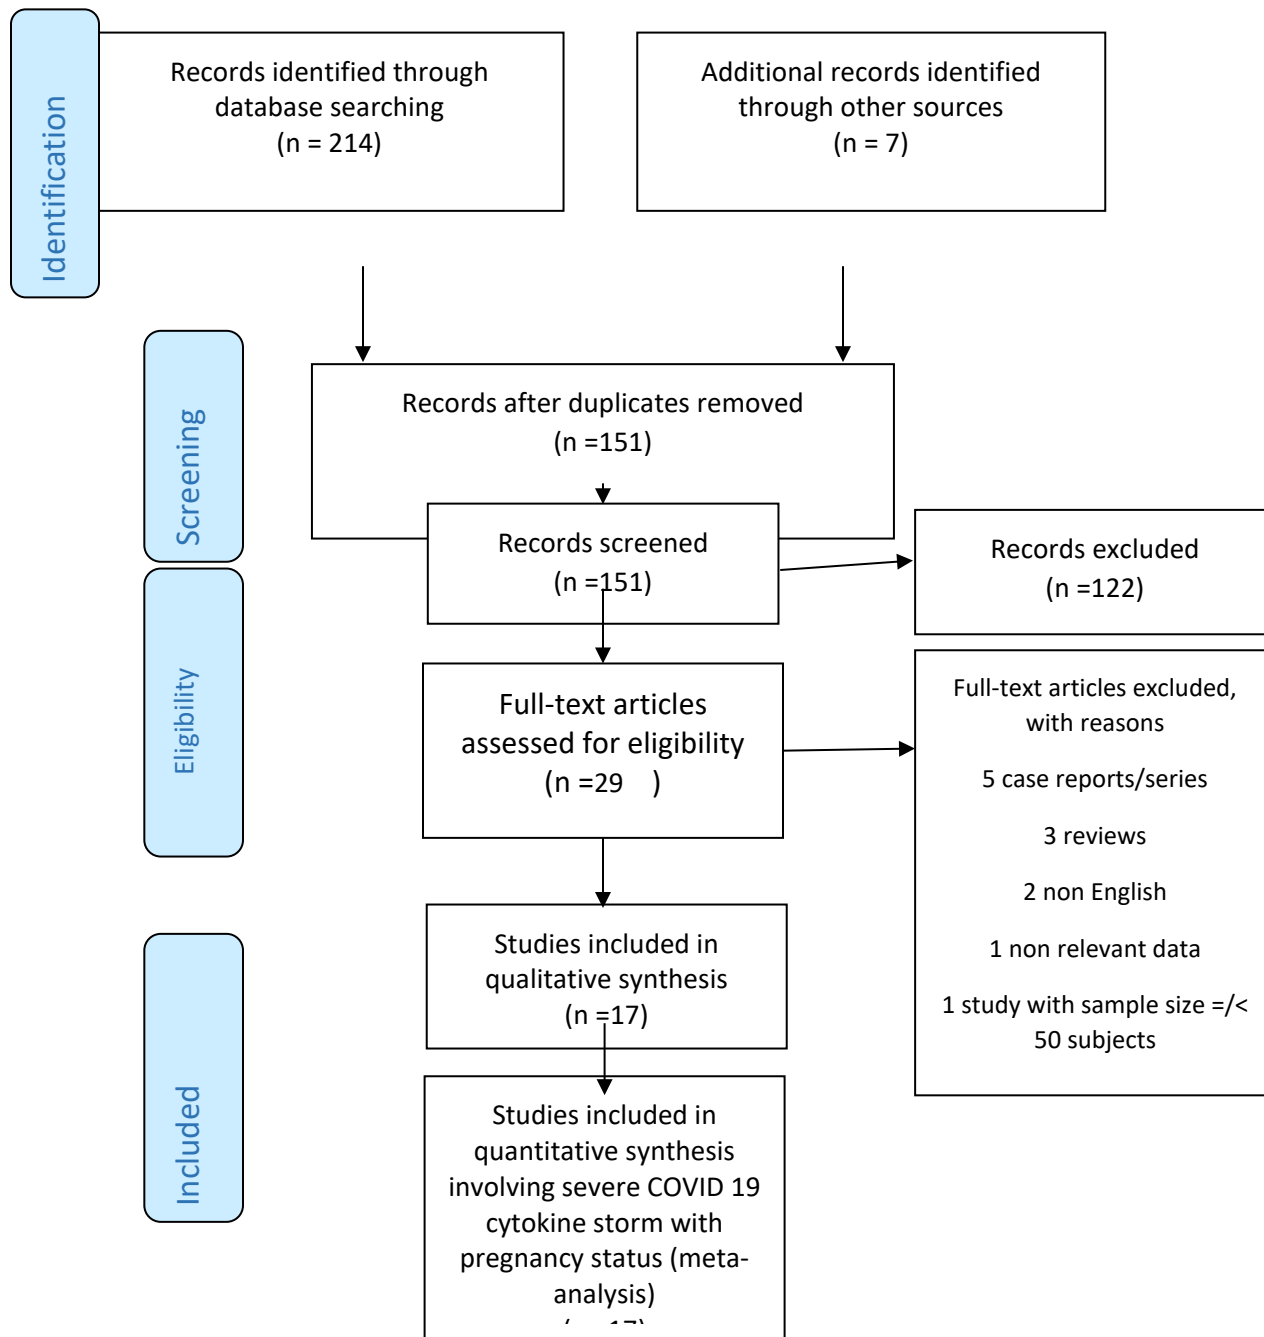 Identification
Records identified through
database searching
(n = 214)
Additional records identified
through other sources
(n = 7)
Screening
Records after duplicates removed
(n =151)
Records screened
(n =151)
Records excluded
(n =122)
Eligibility
Full-text articles
assessed for eligibility
(n =29 )
Full-text articles excluded,
with reasons
5 case reports/series
3 reviews
2 non English
1 non relevant data
1 study with sample size =/<
50 subjects
Included
Studies included in
qualitative synthesis
(n =17)
Studies included in
quantitative synthesis
involving severe COVID 19
cytokine storm with
pregnancy status (meta-
analysis)